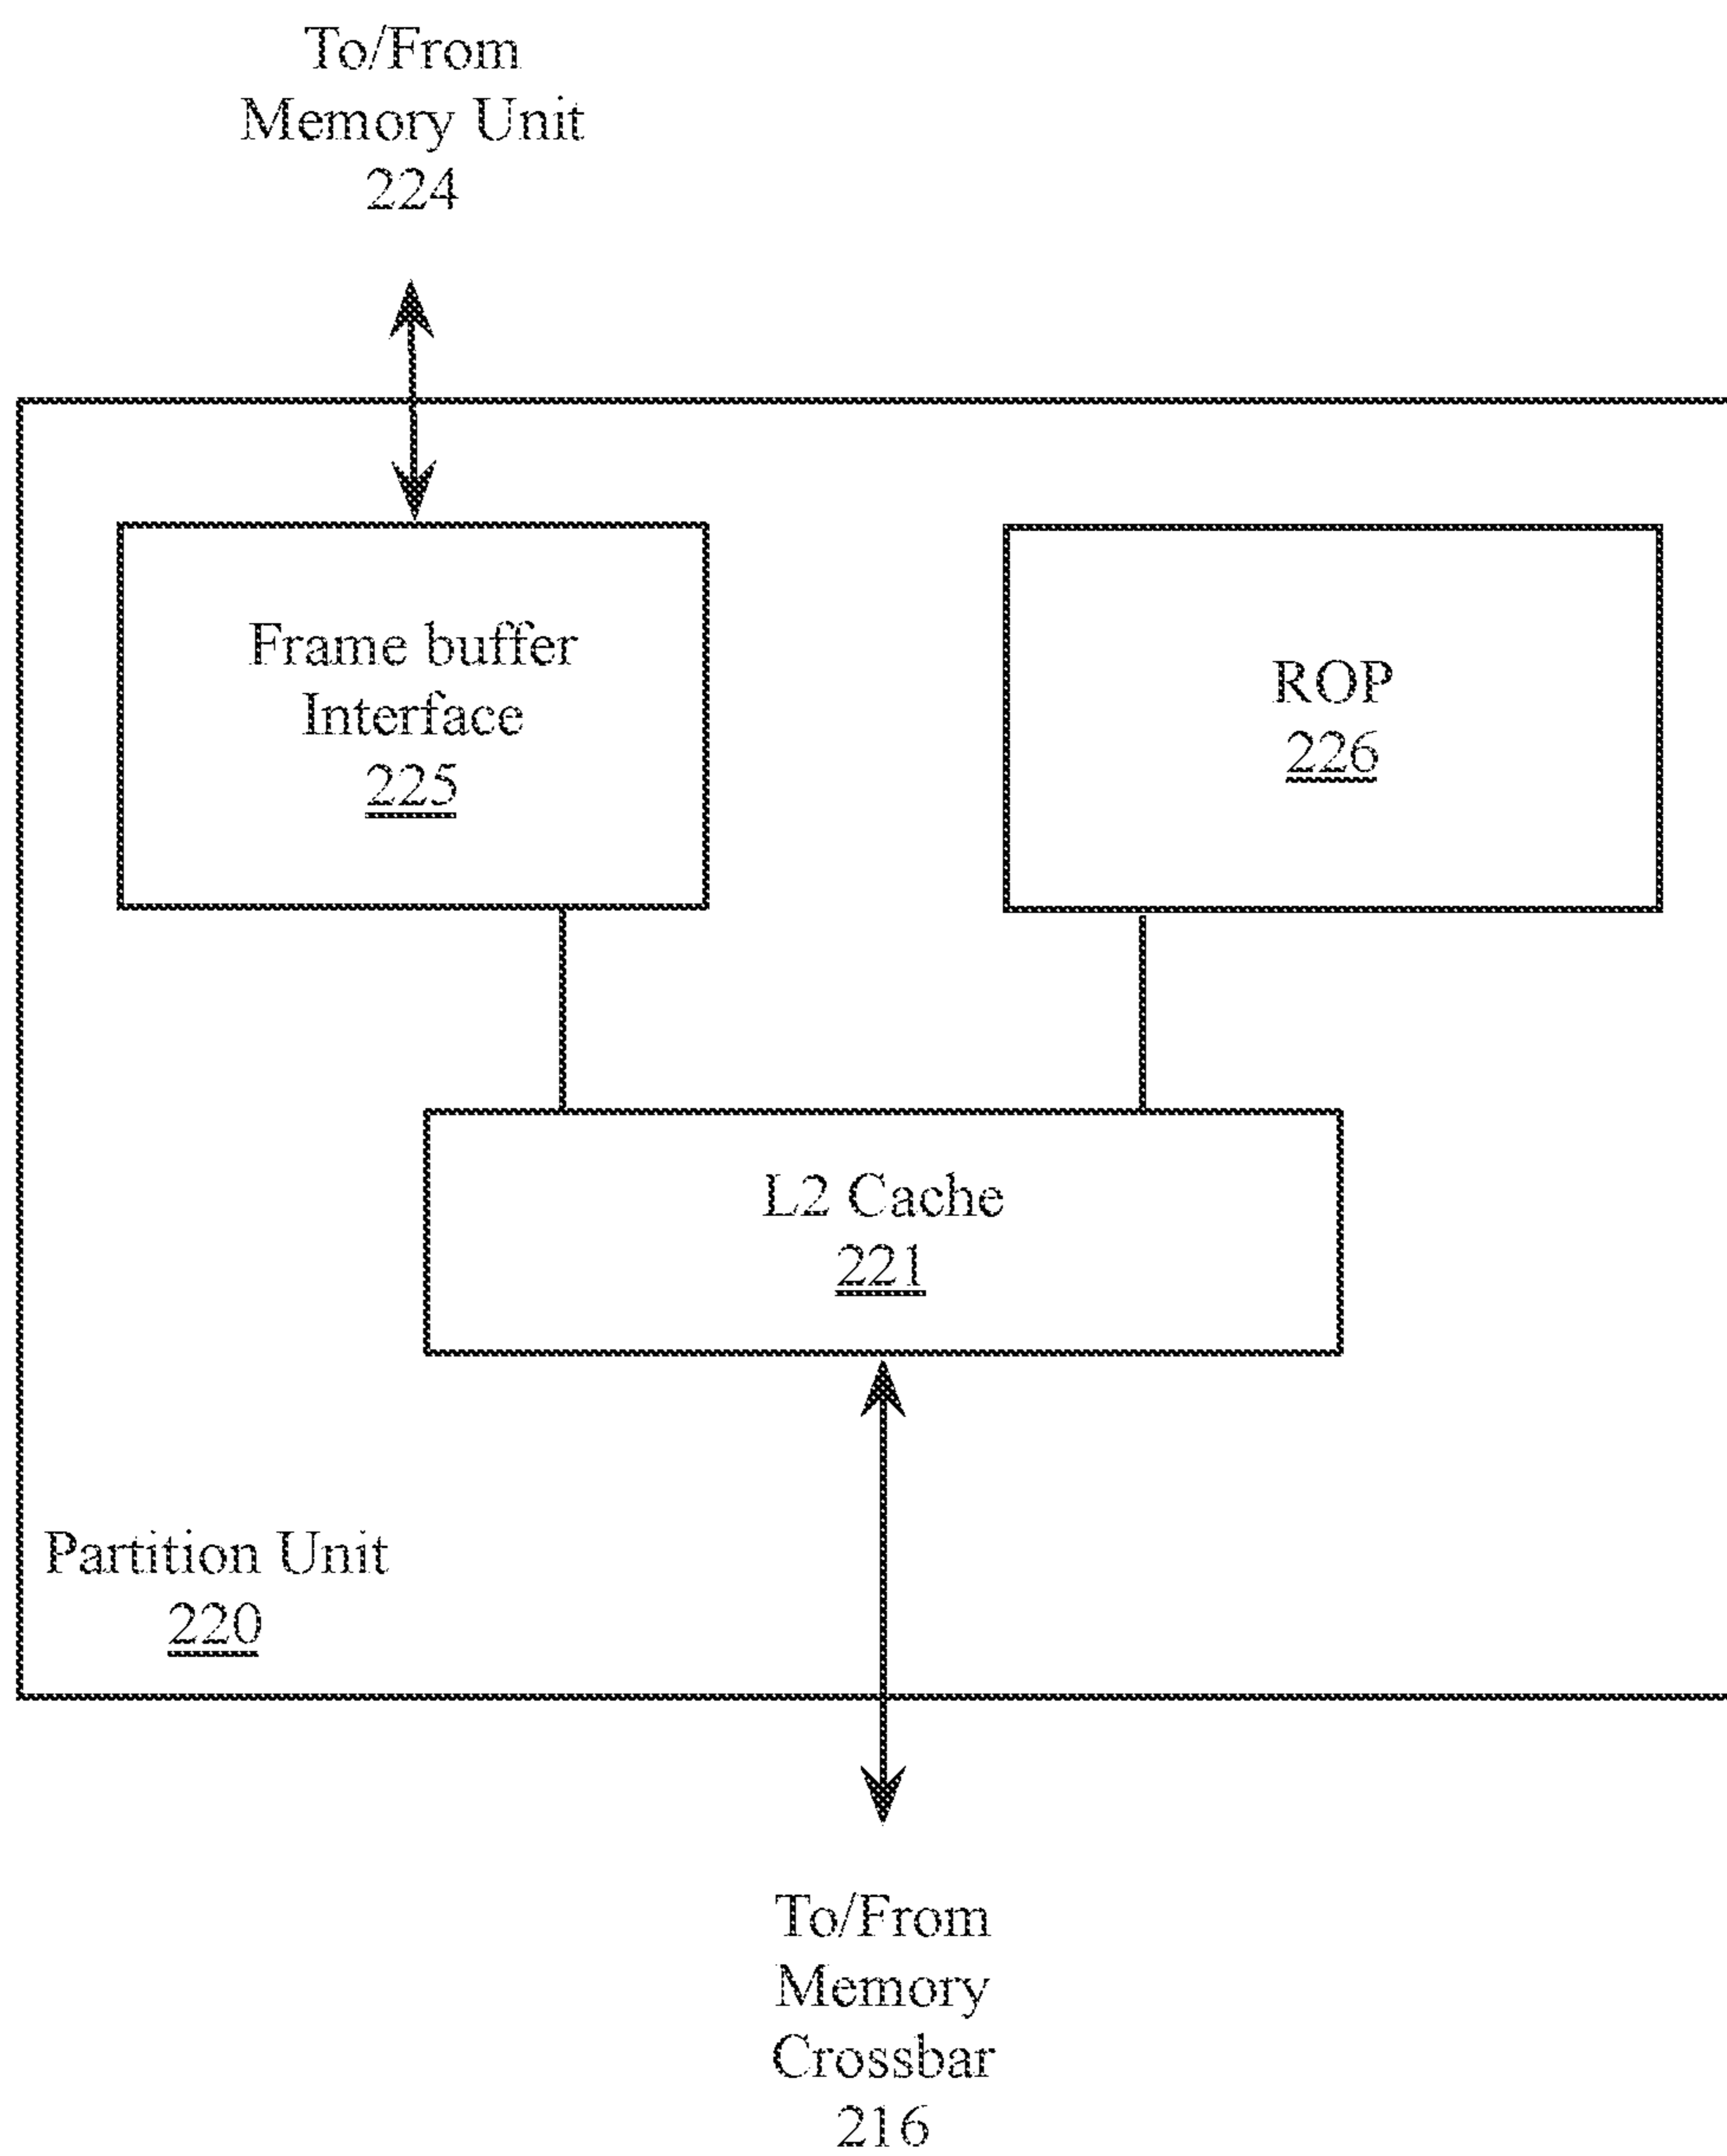 To/From
Memory Unit
224
Frame buffer
Interface
225
ROP
226
L2 Cache
221
Partition Unit
220
To/From
Memory
Crossbar
216